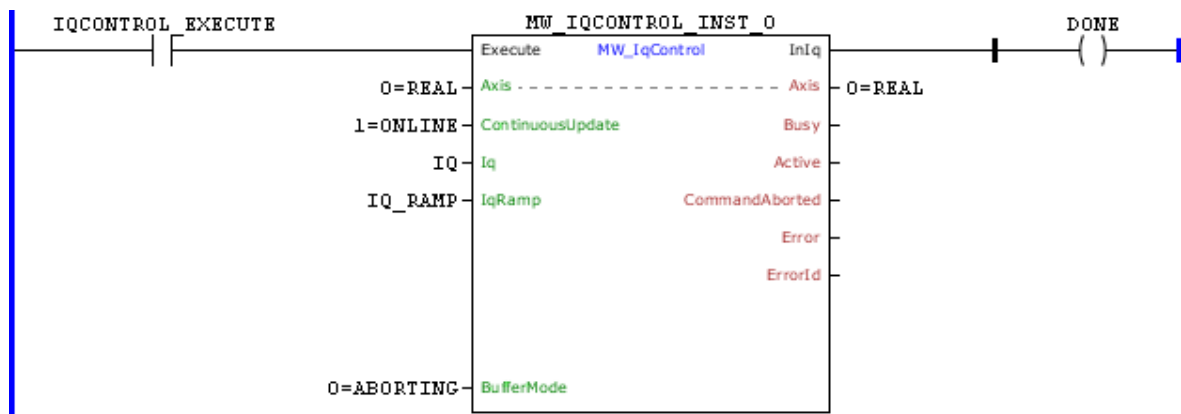 IQCONTROL_EXECUTE MW_IQCONTROL_INST_0 DONE
Execute MW_IqControl InIq
0=REAL Axis Axis 0=REAL
1=ONLINE ContinuousUpdate Busy
IQ Iq Active
IQ_RAMP IqRamp CommandAborted
Error
ErrorId
0=ABORTING BufferMode